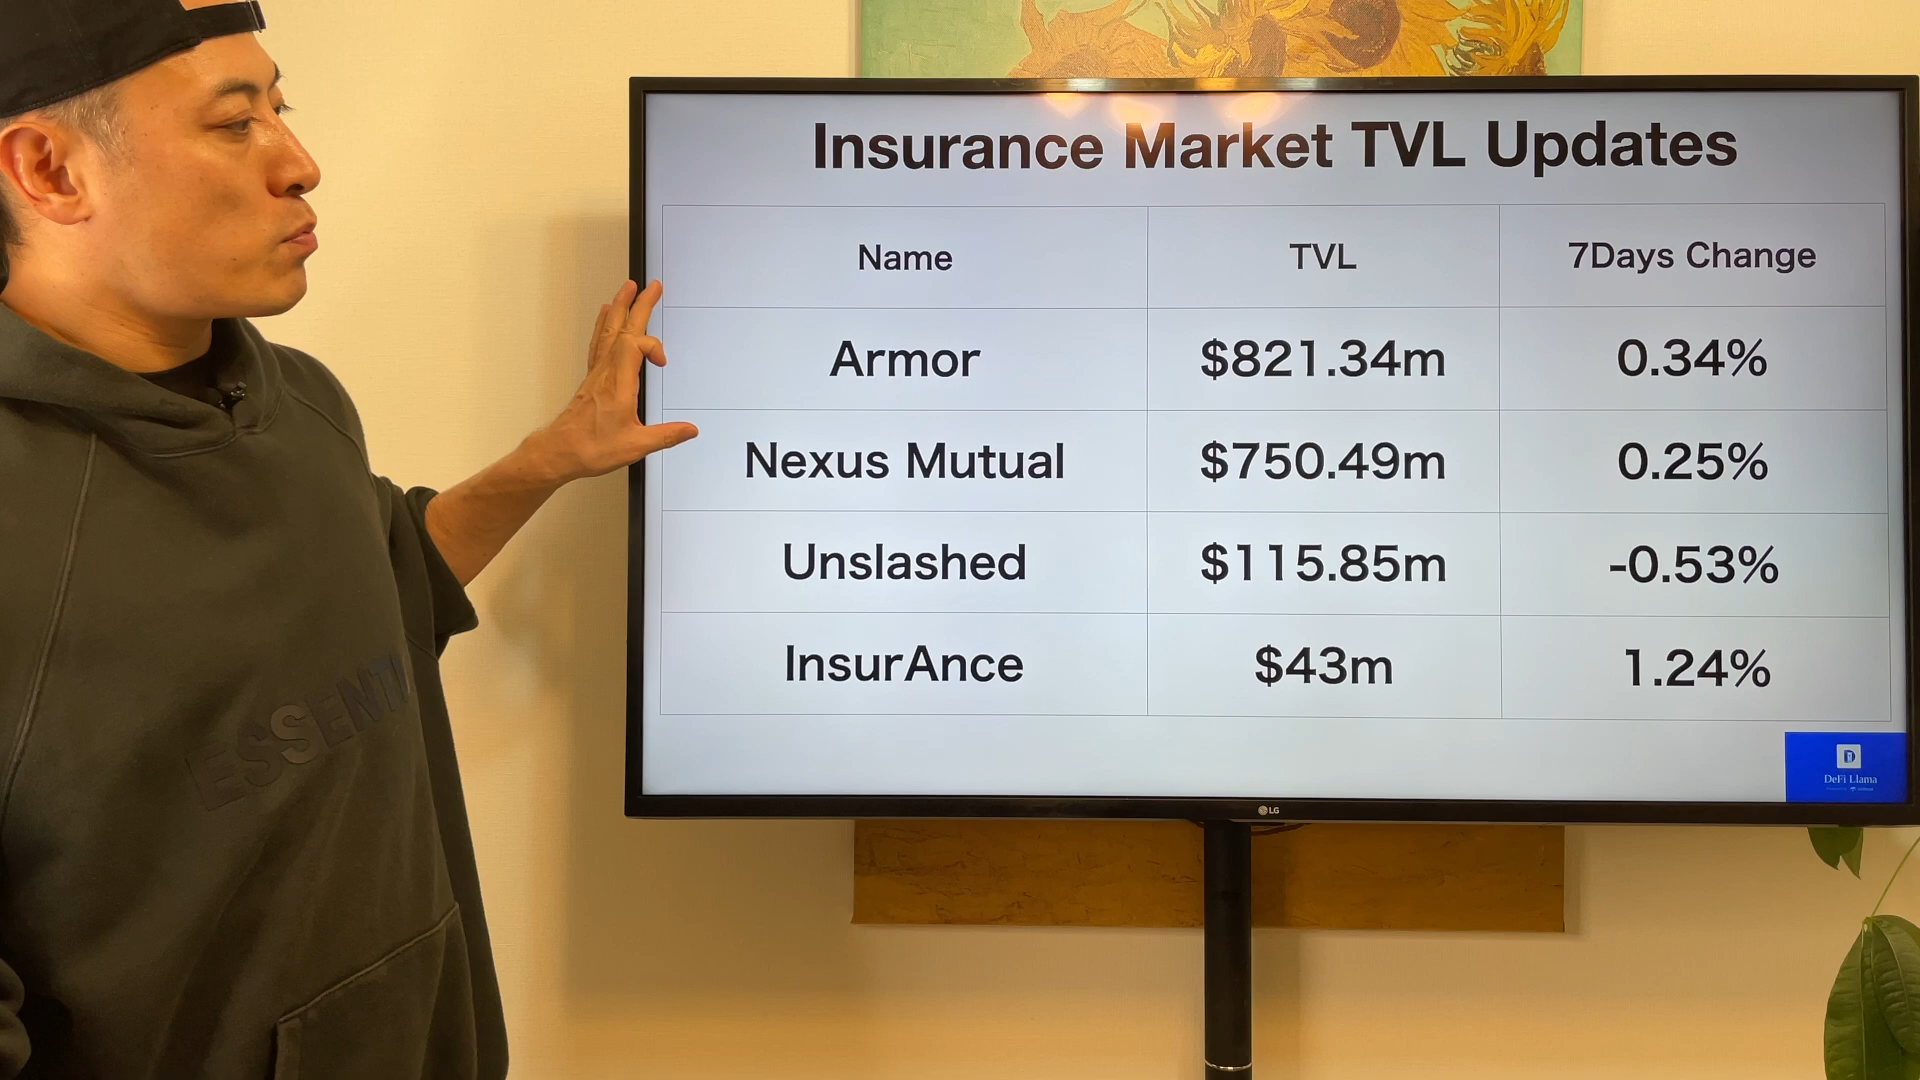 Insurance Market TVL Updates
Name TVL 7Days Change
Armor $821.34m 0.34%
Nexus Mutual $750.49m 0.25%
Unslashed $115.85m -0.53%
InsurAnce $43m 1.24%
DeFi Llama
LG